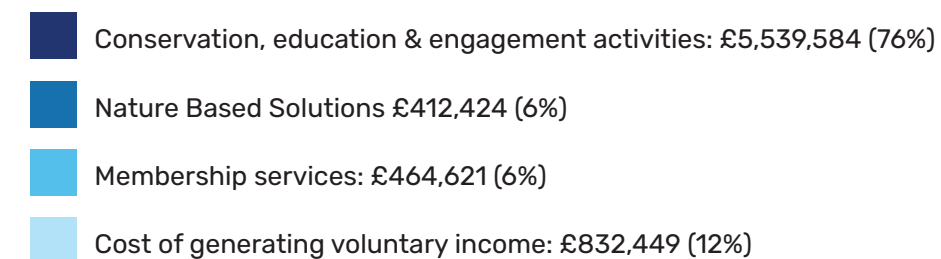 Conservation, education & engagement activities: £5,539,584 (76%)
Nature Based Solutions £412,424 (6%)
Membership services: £464,621 (6%)
Cost of generating voluntary income: £832,449 (12%)